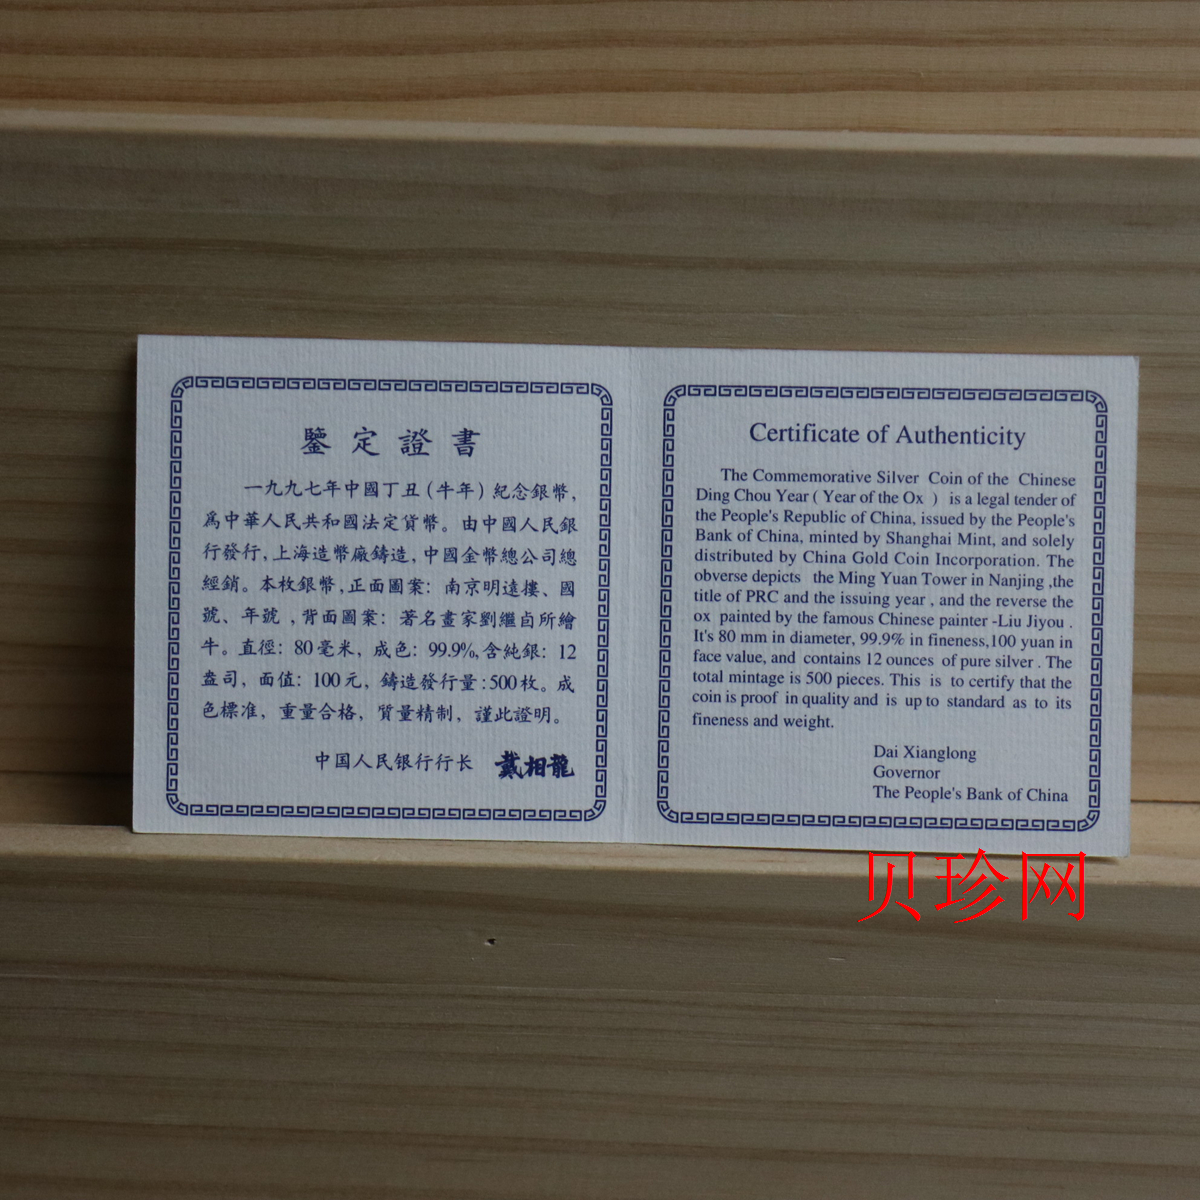 鑒定證書
一九九七年中國丁丑(牛年)紀念銀幣,
爲中華人民共和國法定貨幣。由中國人民銀
行發行,上海造幣廠鑄造,中國金幣總公司總
經銷。本枚銀幣,正面圖案:南京明遠樓、國
號、年號,背面圖案:著名畫家劉繼卣所繪
牛。直徑:80毫米,成色:99.9%,含純銀:12
盎司,面值:100元,鑄造發行量:500枚。成
色標准,重量合格,質量精制,謹此證明。
中国人民银行行长 戴相龍
Certificate of Authenticity
The Commemorative Silver Coin of the Chinese
Ding Chou Year ( Year of the Ox ) is a legal tender of
the People's Republic of China, issued by the People's
Bank of China, minted by Shanghai Mint, and solely
distributed by China Gold Coin Incorporation. The
obverse depicts the Ming Yuan Tower in Nanjing ,the
title of PRC and the issuing year , and the reverse the
ox painted by the famous Chinese painter -Liu Jiyou .
It's 80 mm in diameter, 99.9% in fineness,100 yuan in
face value, and contains 12 ounces of pure silver . The
total mintage is 500 pieces. This is to certify that the
coin is proof in quality and is up to standard as to its
fineness and weight.
Dai Xianglong
Governor
The People's Bank of China
贝珍网